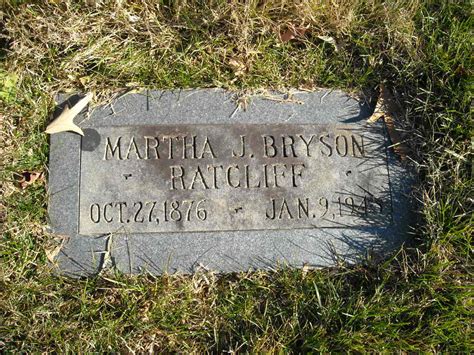 MARTHA J. BRYSON
- RATCLIFF -
OCT. 27, 1876 - JAN. 9,